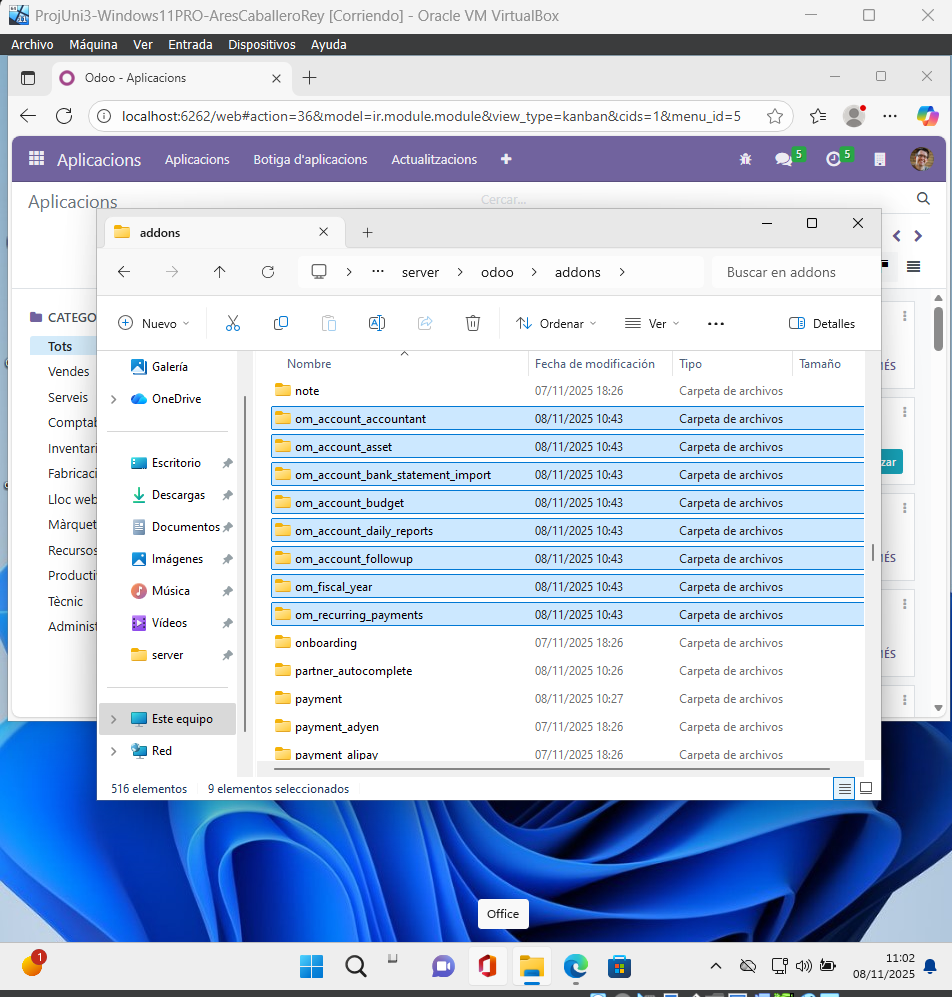 ProjUni3-Windows11PRO-AresCaballeroRey [Corriendo] - Oracle VM VirtualBox
Archivo Máquina Ver Entrada Dispositivos Ayuda
Odoo - Aplicacions
localhost:6262/web#action=36&model=ir.module.module&view_type=kanban&cids=1&menu_id=5
Aplicacions Aplicacions Botiga d'aplicacions Actualitzacions 5 5
Aplicacions
Cercar...
CATEGO
Tots
Vendes
Serveis
Comptab
Inventari
Fabricaci
Lloc web
Màrquet
Recursos
Producti
Tècnic
Administ
ÉS
zar
ÉS
ÉS
addons
server odoo addons
Buscar en addons
Nuevo Ordenar Ver Detalles
Galería
OneDrive
Escritorio
Descargas
Documentos
Imágenes
Música
Vídeos
server
Este equipo
Red
Nombre Fecha de modificación Tipo Tamaño
note 07/11/2025 18:26 Carpeta de archivos
om_account_accountant 08/11/2025 10:43 Carpeta de archivos
om_account_asset 08/11/2025 10:43 Carpeta de archivos
om_account_bank_statement_import 08/11/2025 10:43 Carpeta de archivos
om_account_budget 08/11/2025 10:43 Carpeta de archivos
om_account_daily_reports 08/11/2025 10:43 Carpeta de archivos
om_account_followup 08/11/2025 10:43 Carpeta de archivos
om_fiscal_year 08/11/2025 10:43 Carpeta de archivos
om_recurring_payments 08/11/2025 10:43 Carpeta de archivos
onboarding 07/11/2025 18:26 Carpeta de archivos
partner_autocomplete 08/11/2025 10:26 Carpeta de archivos
payment 08/11/2025 10:27 Carpeta de archivos
payment_adyen 07/11/2025 18:26 Carpeta de archivos
payment_alipay 07/11/2025 18:26 Carpeta de archivos
516 elementos 9 elementos seleccionados
Office
1
11:02
08/11/2025